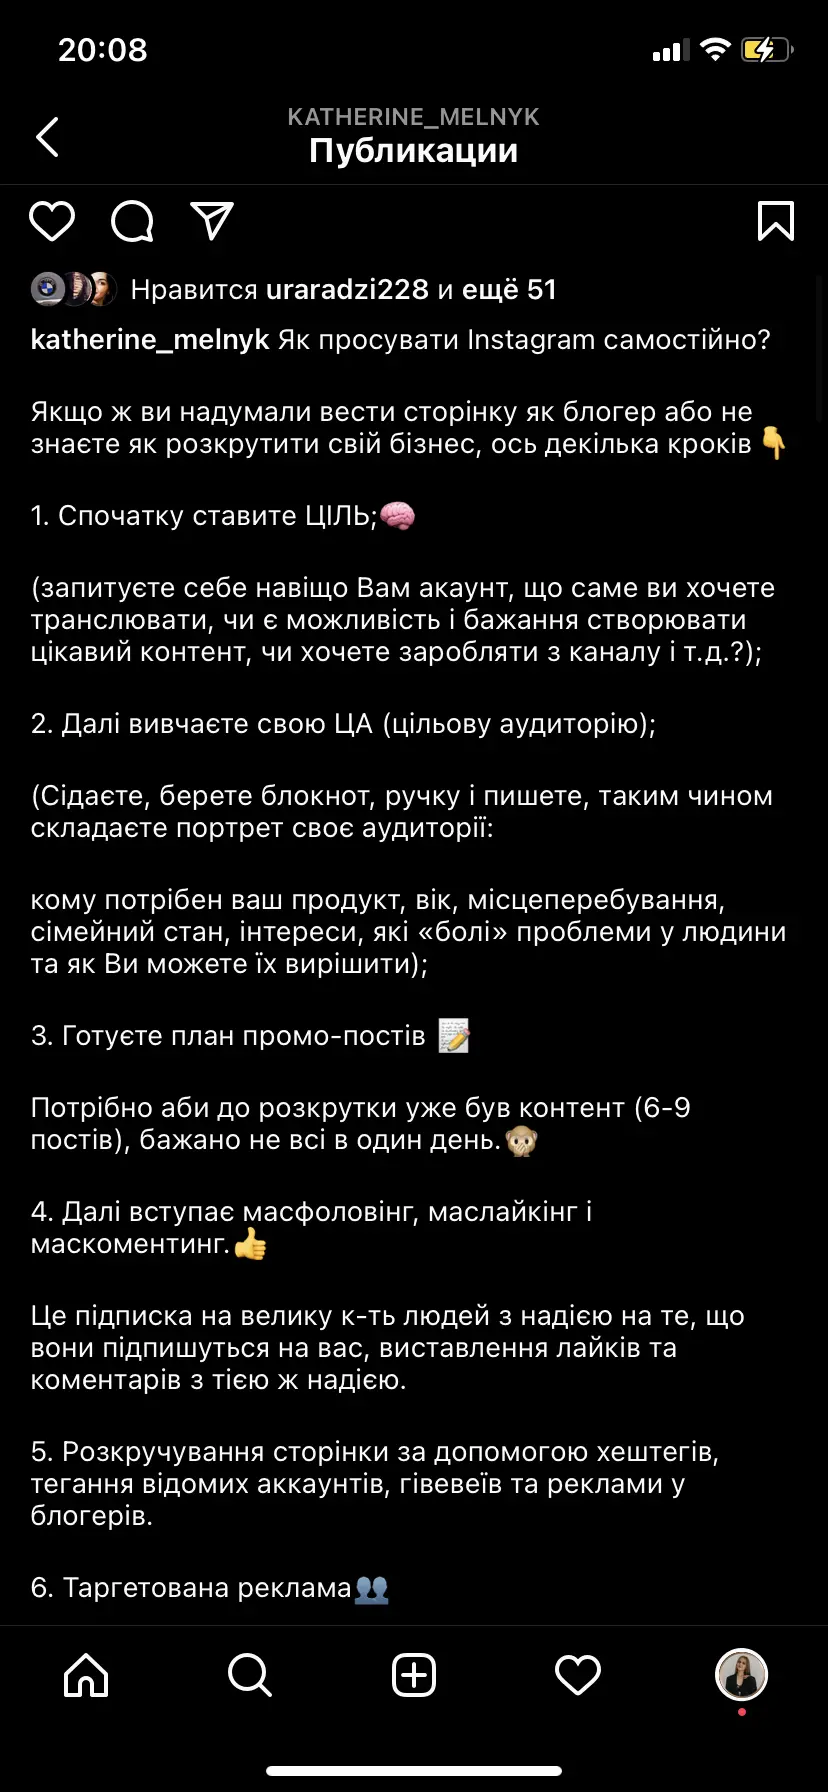 20:08
KATHERINE_MELNYK
Публикации
Нравится uraradzi228 и ещё 51
katherine_melnyk Як просувати Instagram самостійно?
Якщо ж ви надумали вести сторінку як блогер або не
знаєте як розкрутити свій бізнес, ось декілька кроків 👇
1. Спочатку ставите ЦІЛЬ;🧠
(запитуєте себе навіщо Вам акаунт, що саме ви хочете
транслювати, чи є можливість і бажання створювати
цікавий контент, чи хочете заробляти з каналу і т.д.?);
2. Далі вивчаєте свою ЦА (цільову аудиторію);
(Сідаєте, берете блокнот, ручку і пишете, таким чином
складаєте портрет своє аудиторії:
кому потрібен ваш продукт, вік, місцеперебування,
сімейний стан, інтереси, які «болі» проблеми у людини
та як Ви можете їх вирішити);
3. Готуєте план промо-постів 📝
Потрібно аби до розкрутки уже був контент (6-9
постів), бажано не всі в один день.🙊
4. Далі вступає масфоловінг, маслайкінг і
маскоментинг.👍
Це підписка на велику к-ть людей з надією на те, що
вони підпишуться на вас, виставлення лайків та
коментарів з тією ж надією.
5. Розкручування сторінки за допомогою хештегів,
тегання відомих аккаунтів, гівевеїв та реклами у
блогерів.
6. Таргетована реклама👥